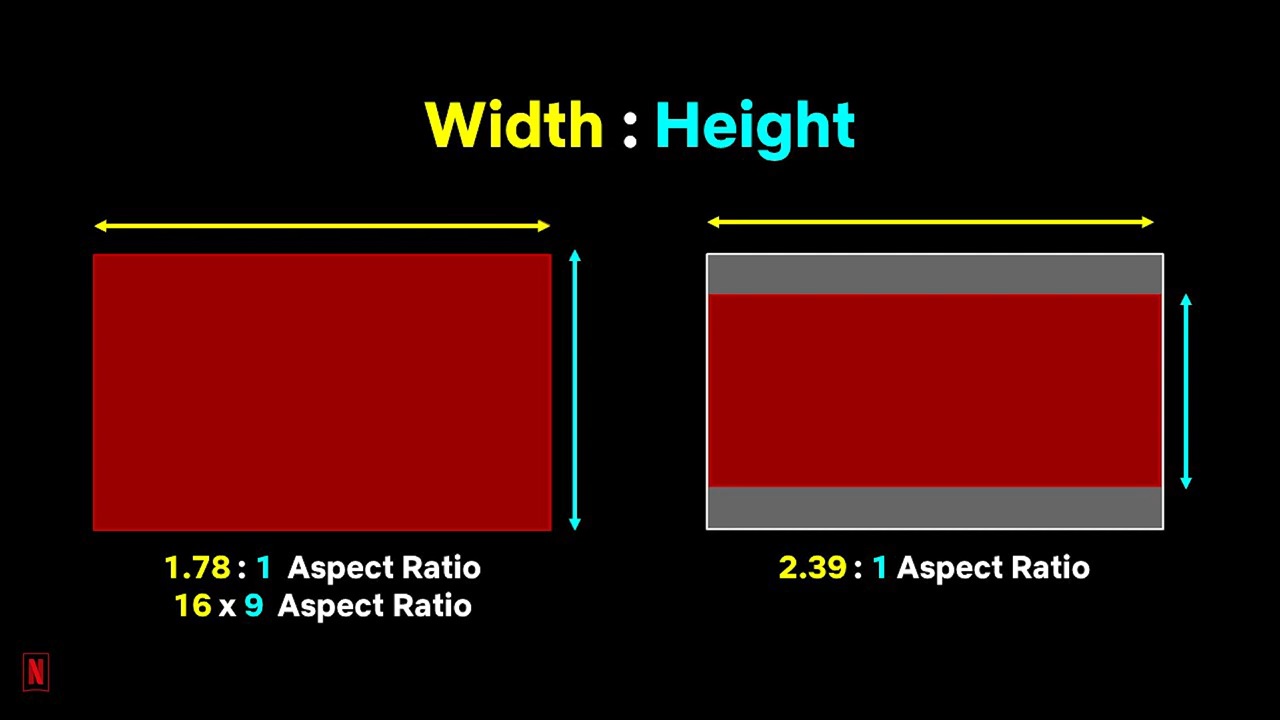 Width : Height
1.78 : 1 Aspect Ratio
16 x 9 Aspect Ratio
2.39 : 1 Aspect Ratio
N